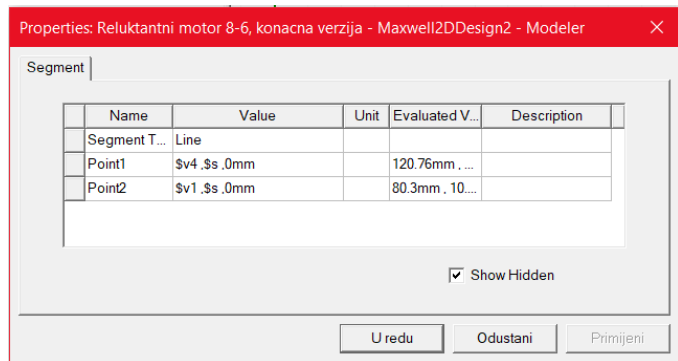 Properties: Reluktantni motor 8-6, konacna verzija - Maxwell2DDesign2 - Modeler
Segment
Name Value Unit Evaluated V... Description
Segment T... Line
Point1 $v4 ,$s ,0mm 120.76mm , ...
Point2 $v1 ,$s ,0mm 80.3mm , 10....
Show Hidden
U redu Odustani Primijeni